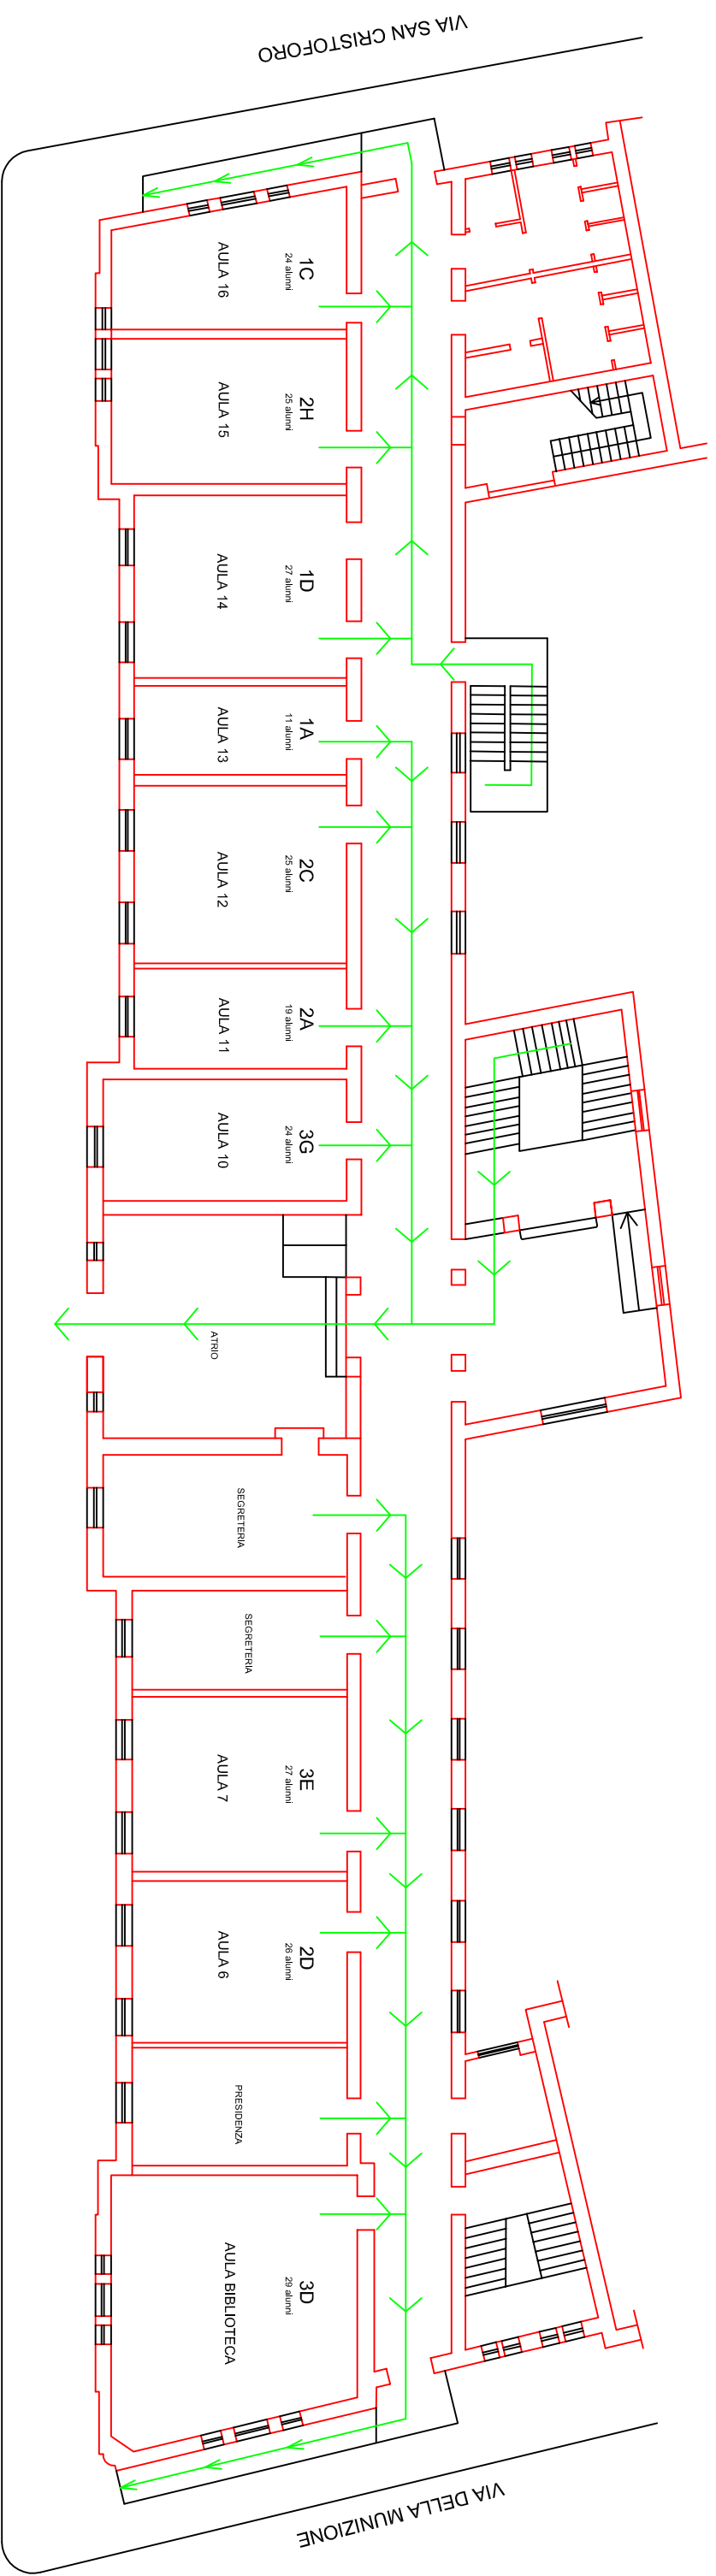 VIA SAN CRISTOFORO
1C
24 alunni
AULA 16
2H
25 alunni
AULA 15
1D
27 alunni
AULA 14
1A
11 alunni
AULA 13
2C
25 alunni
AULA 12
2A
19 alunni
AULA 11
3G
24 alunni
AULA 10
ATRIO
SEGRETERIA
SEGRETERIA
3E
27 alunni
AULA 7
2D
26 alunni
AULA 6
PRESIDENZA
3D
29 alunni
AULA BIBLIOTECA
VIA DELLA MUNIZIONE